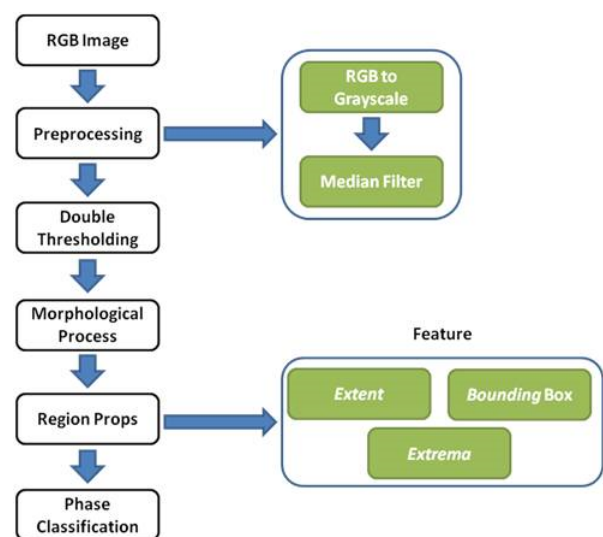 RGB Image
Preprocessing
Double
Thresholding
Morphological
Process
Region Props
Phase
Classification
RGB to
Grayscale
Median Filter
Feature
Extent
Bounding Box
Extrema